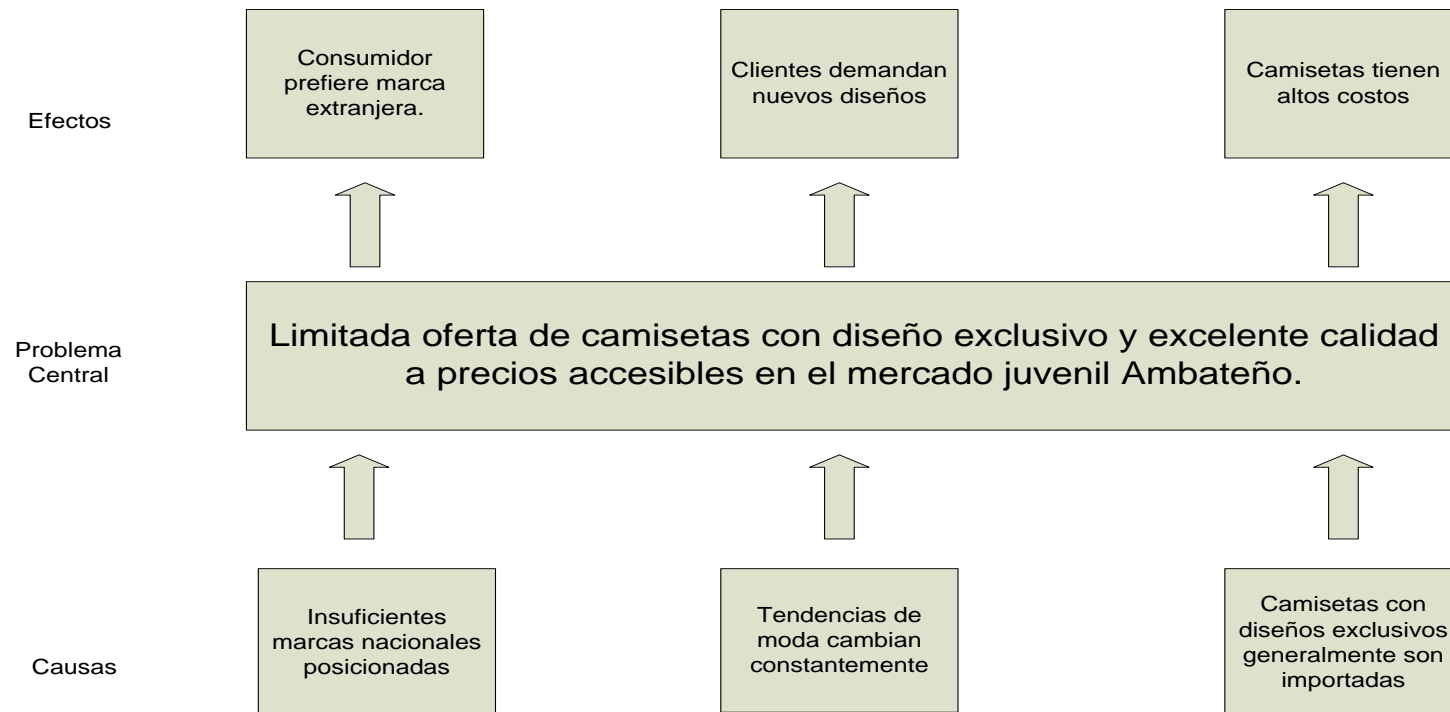 Efectos
Consumidor
prefiere marca
extranjera.
Clientes demandan
nuevos diseños
Camisetas tienen
altos costos
Problema
Central
Limitada oferta de camisetas con diseño exclusivo y excelente calidad
a precios accesibles en el mercado juvenil Ambateño.
Causas
Insuficientes
marcas nacionales
posicionadas
Tendencias de
moda cambian
constantemente
Camisetas con
diseños exclusivos
generalmente son
importadas